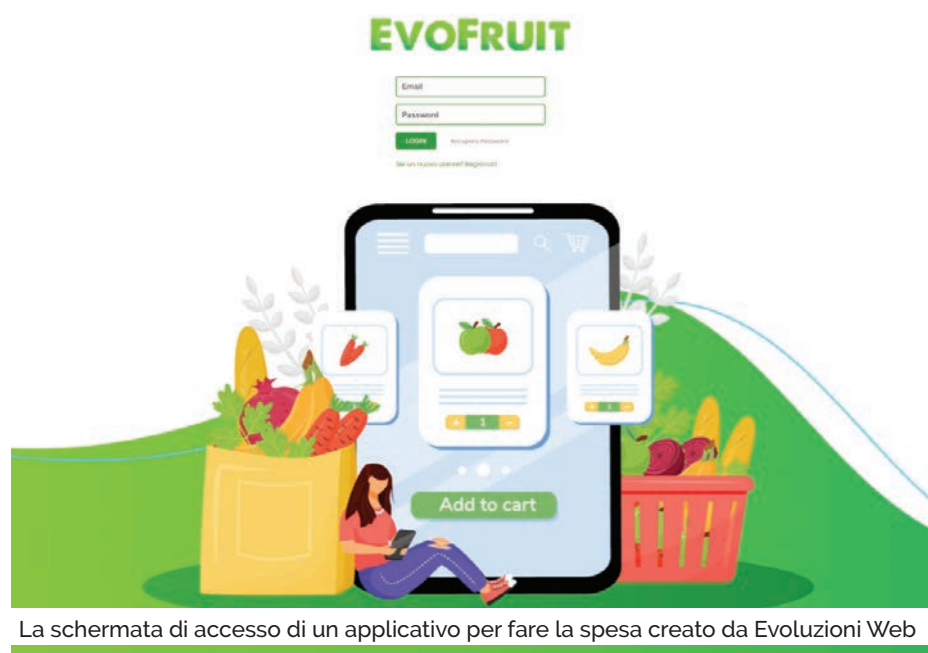 EVOFRUIT
Email
Password
LOGIN
Recupera Password
Sei un nuovo utente? Registrati
1
1
Add to cart
La schermata di accesso di un applicativo per fare la spesa creato da Evoluzioni Web